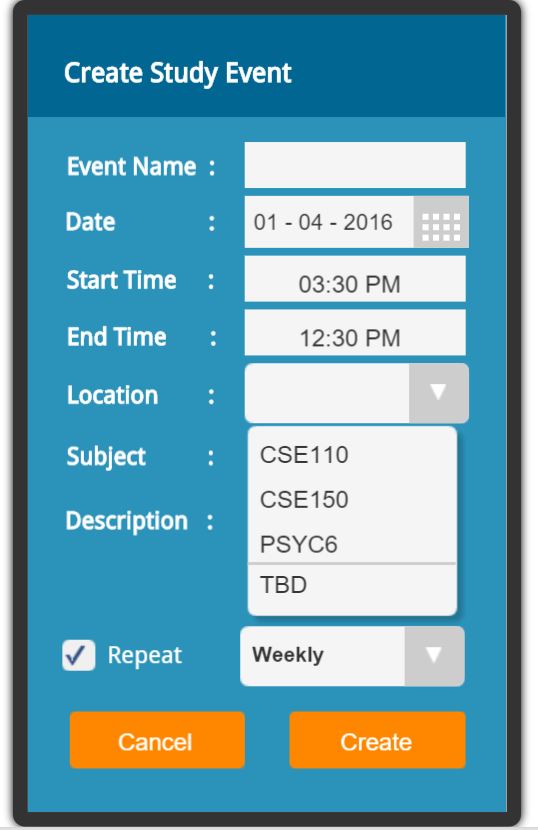 Create Study Event
Event Name :
Date : 01 - 04 - 2016
Start Time : 03:30 PM
End Time : 12:30 PM
Location :
Subject : CSE110
CSE150
Description :
PSYC6
TBD
Repeat Weekly
Cancel Create